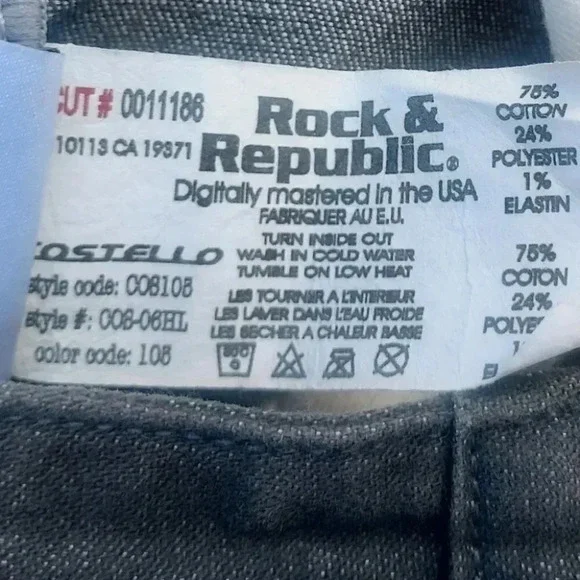 CUT # 0011186
10113 CA 19371
COSTELLO
style code: COS105
style #: COS-06HL
color code: 105
Rock &
Republic®
Digitally mastered in the USA
FABRIQUER AU E.U.
TURN INSIDE OUT
WASH IN COLD WATER
TUMBLE ON LOW HEAT
LES TOURNER A L'INTERIEUR
LES LAVER DANS L'EAU FROIDE
LES SECHER A CHALEUR BASSE
75%
COTTON
24%
POLYESTER
1%
ELASTIN
75%
COTON
24%